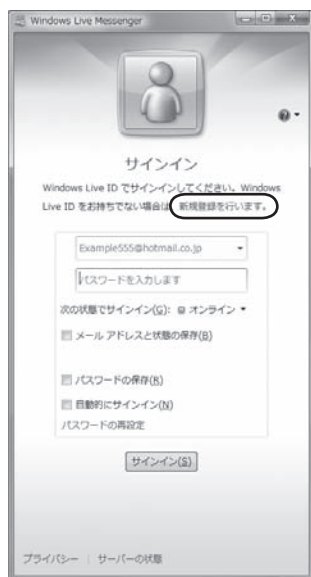 Windows Live Messenger
サインイン
Windows Live ID でサインインしてください。Windows
Live ID をお持ちでない場合は 新規登録を行います。
Example555@hotmail.co.jp
パスワードを入力します
次の状態でサインイン(G): オンライン
メール アドレスと状態の保存(B)
パスワードの保存(R)
自動的にサインイン(N)
パスワードの再設定
サインイン(S)
プライバシー | サーバーの状態